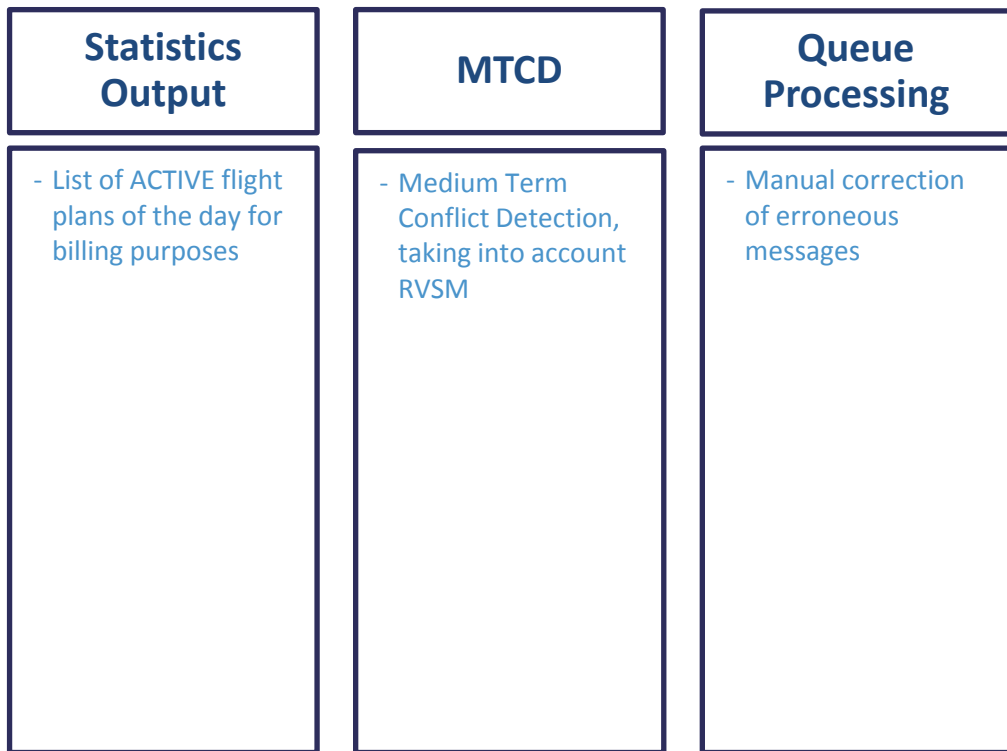 Statistics
Output
MTCD
Queue
Processing
- List of ACTIVE flight
plans of the day for
billing purposes
- Medium Term
Conflict Detection,
taking into account
RVSM
- Manual correction
of erroneous
messages